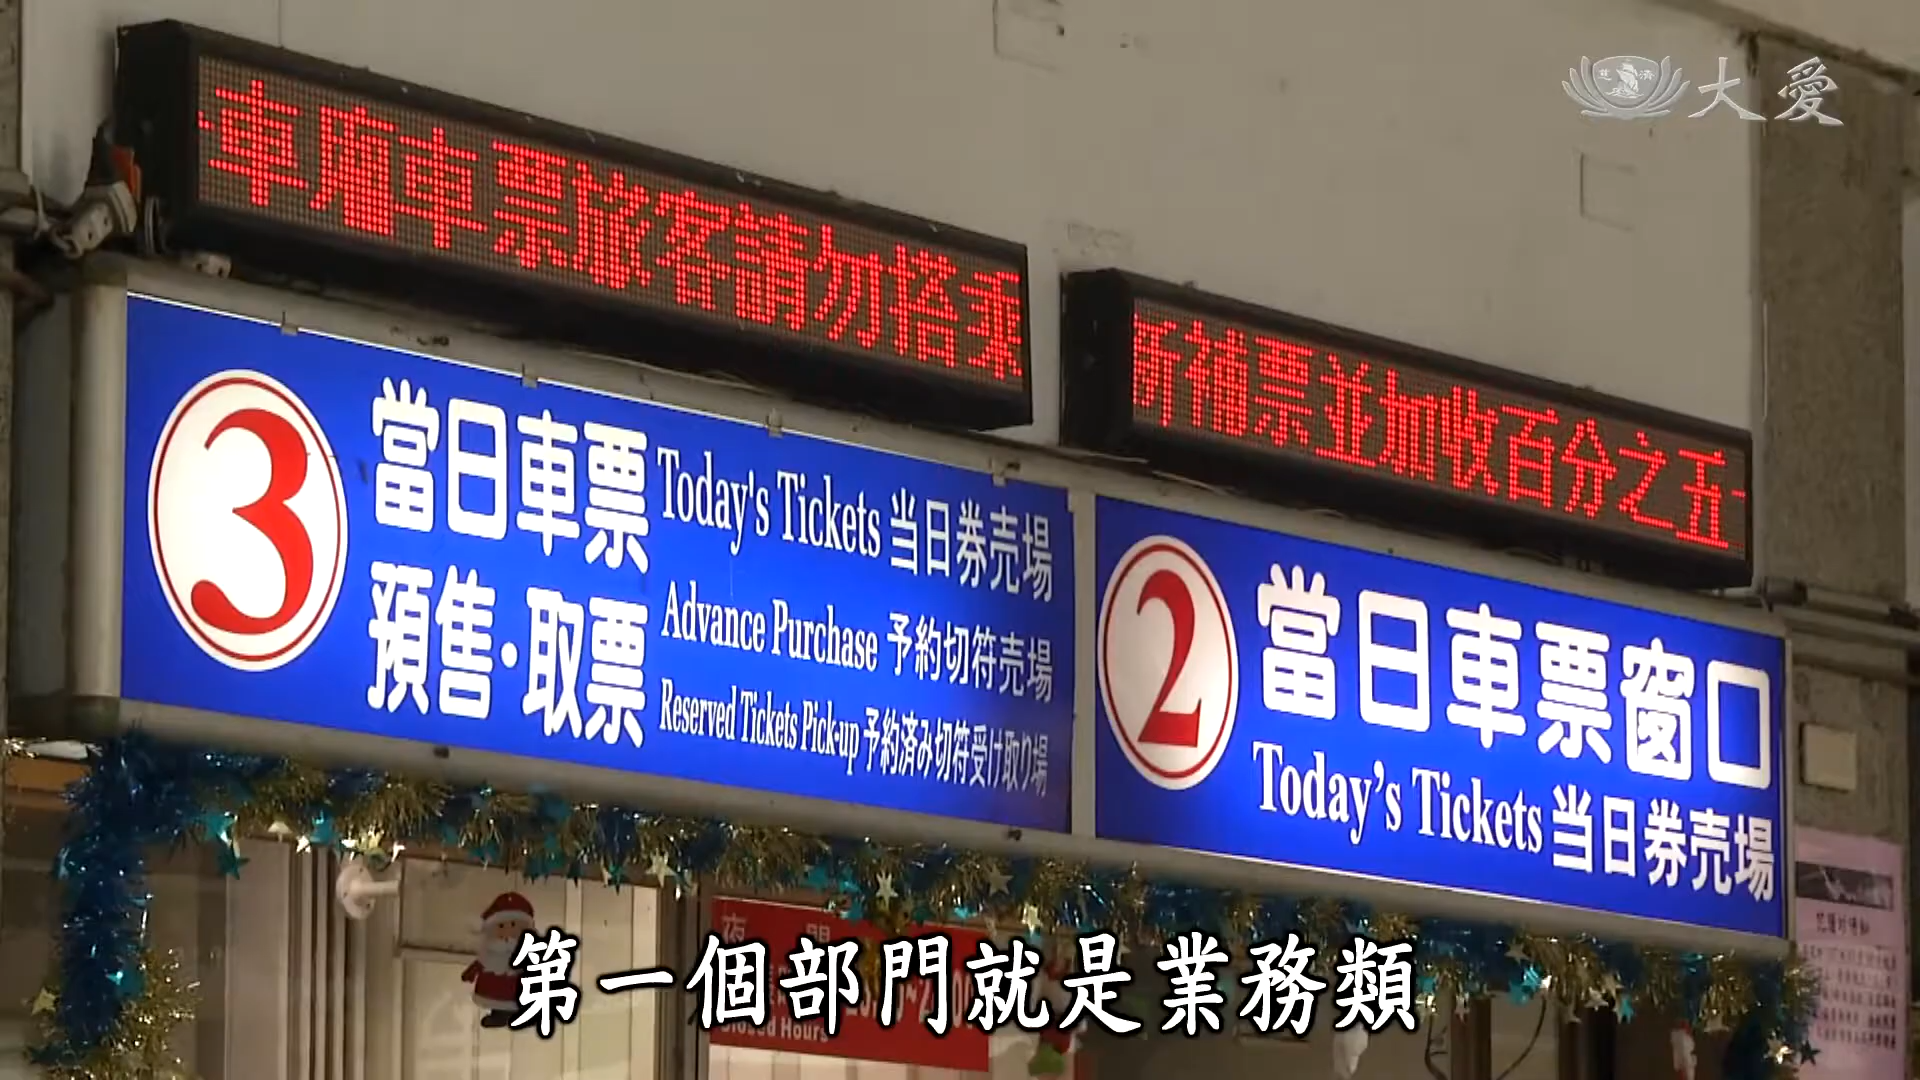 大愛
車廂車票旅客請勿搭乘
新補票並加收百分之五十
3
當日車票 Today's Tickets 当日券売場
預售·取票 Advance Purchase 予約切符売場
Reserved Tickets Pick-up 予約済み切符受け取り場
2
當日車票窗口
Today's Tickets 当日券売場
Closed Hours
第一個部門就是業務類